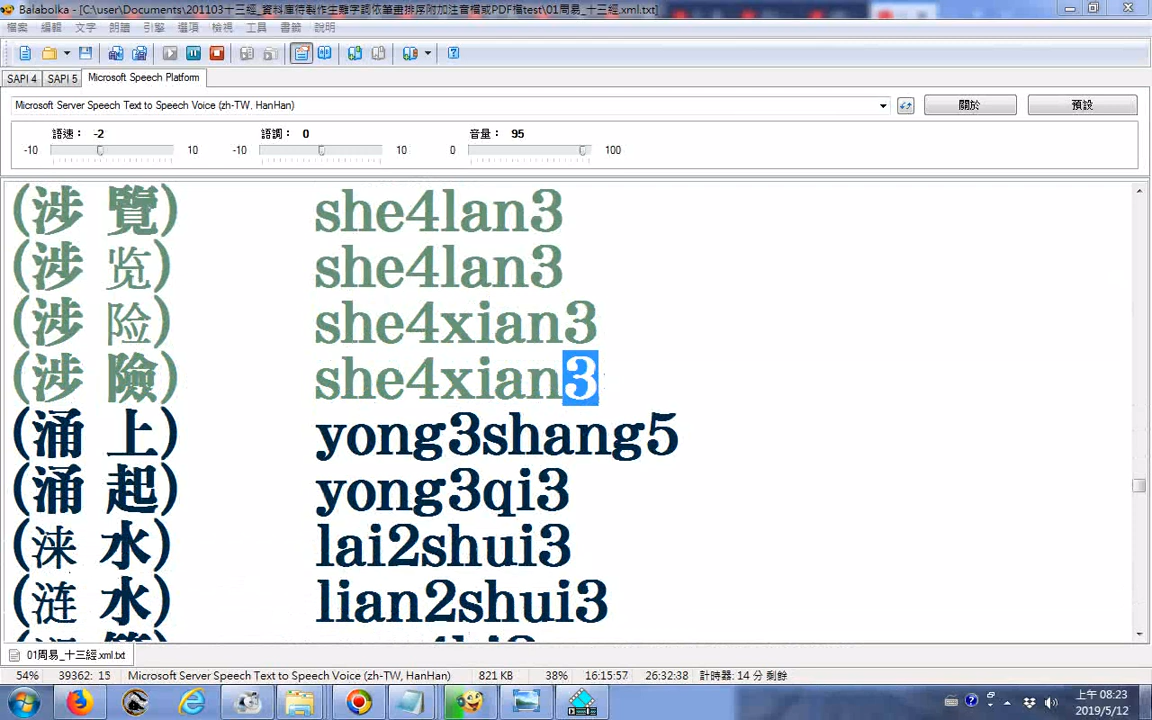 Balabolka - [C:\user\Documents\201103十三經_資料庫待製作生難字詞依筆畫排序附加注音檔或PDF檔test\01周易_十三經.xml.txt]
檔案 編輯 文字 朗讀 引擎 選項 檢視 工具 書籤 說明
SAPI 4 SAPI 5 Microsoft Speech Platform
Microsoft Server Speech Text to Speech Voice (zh-TW, HanHan) 關於 預設
語速： -2 語調： 0 音量： 95
-10 10 -10 10 0 100
(涉 覽) she4lan3
(涉 览) she4lan3
(涉 险) she4xian3
(涉 險) she4xian3
(涌 上) yong3shang5
(涌 起) yong3qi3
(涞 水) lai2shui3
(涟 水) lian2shui3
01周易_十三經.xml.txt
54% 39362: 15 Microsoft Server Speech Text to Speech Voice (zh-TW, HanHan) 821 KB 38% 16:15:57 26:32:38 計時器: 14 分 剩餘
上午 08:23
2019/5/12